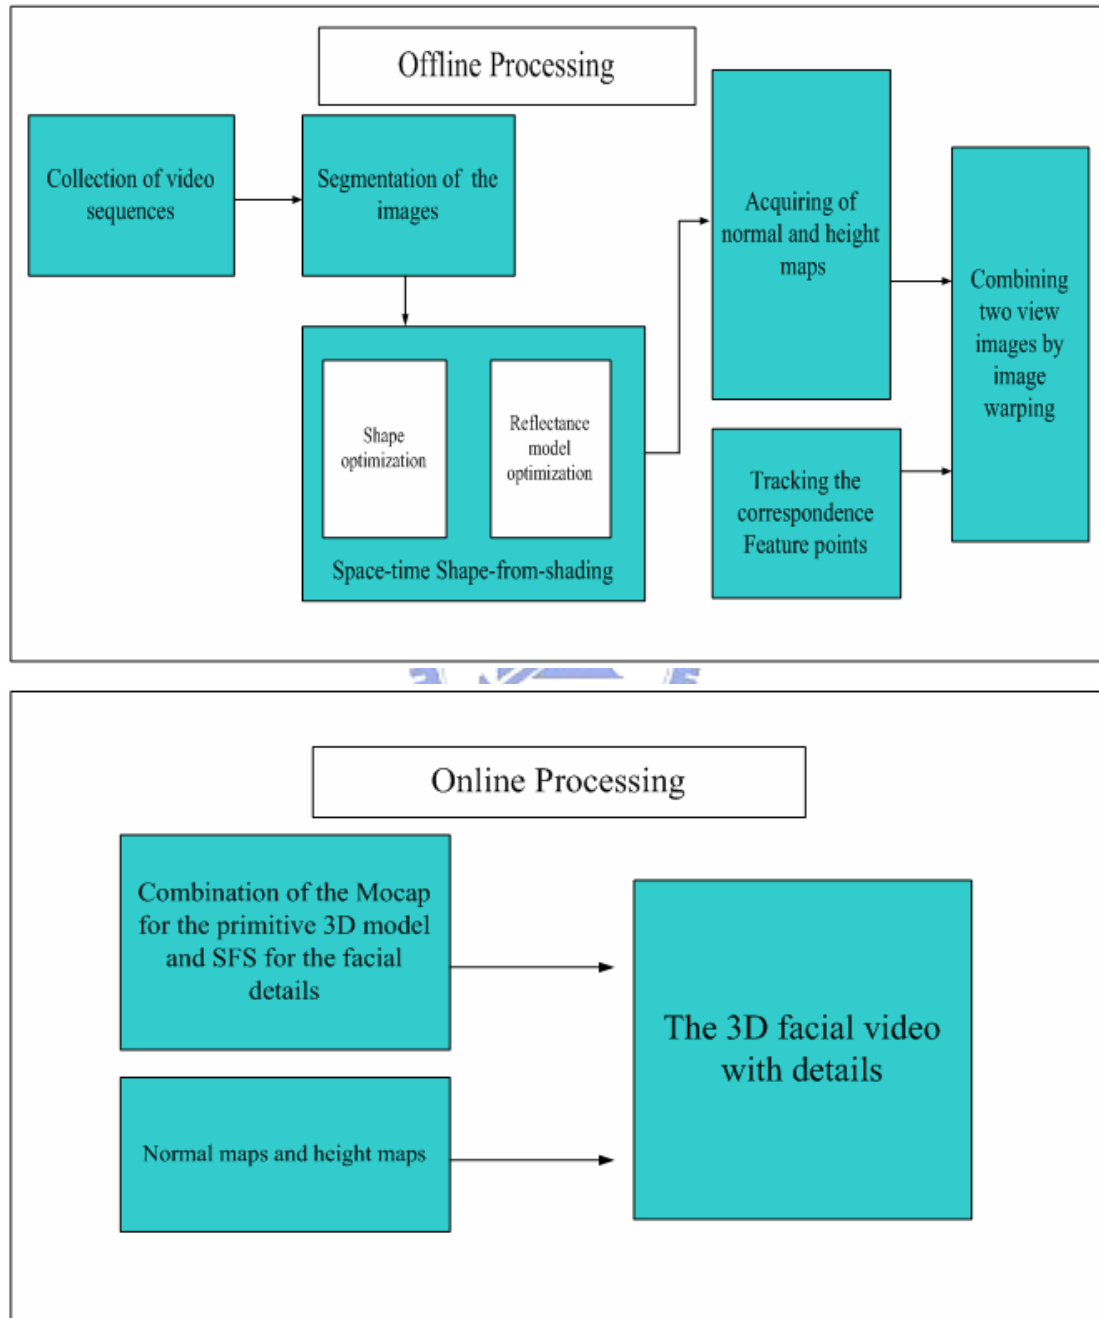 Offline Processing
Collection of video
sequences
Segmentation of the
images
Shape
optimization
Reflectance
model
optimization
Space-time Shape-from-shading
Acquiring of
normal and height
maps
Tracking the
correspondence
Feature points
Combining
two view
images by
image
warping
Online Processing
Combination of the Mocap
for the primitive 3D model
and SFS for the facial
details
Normal maps and height maps
The 3D facial video
with details